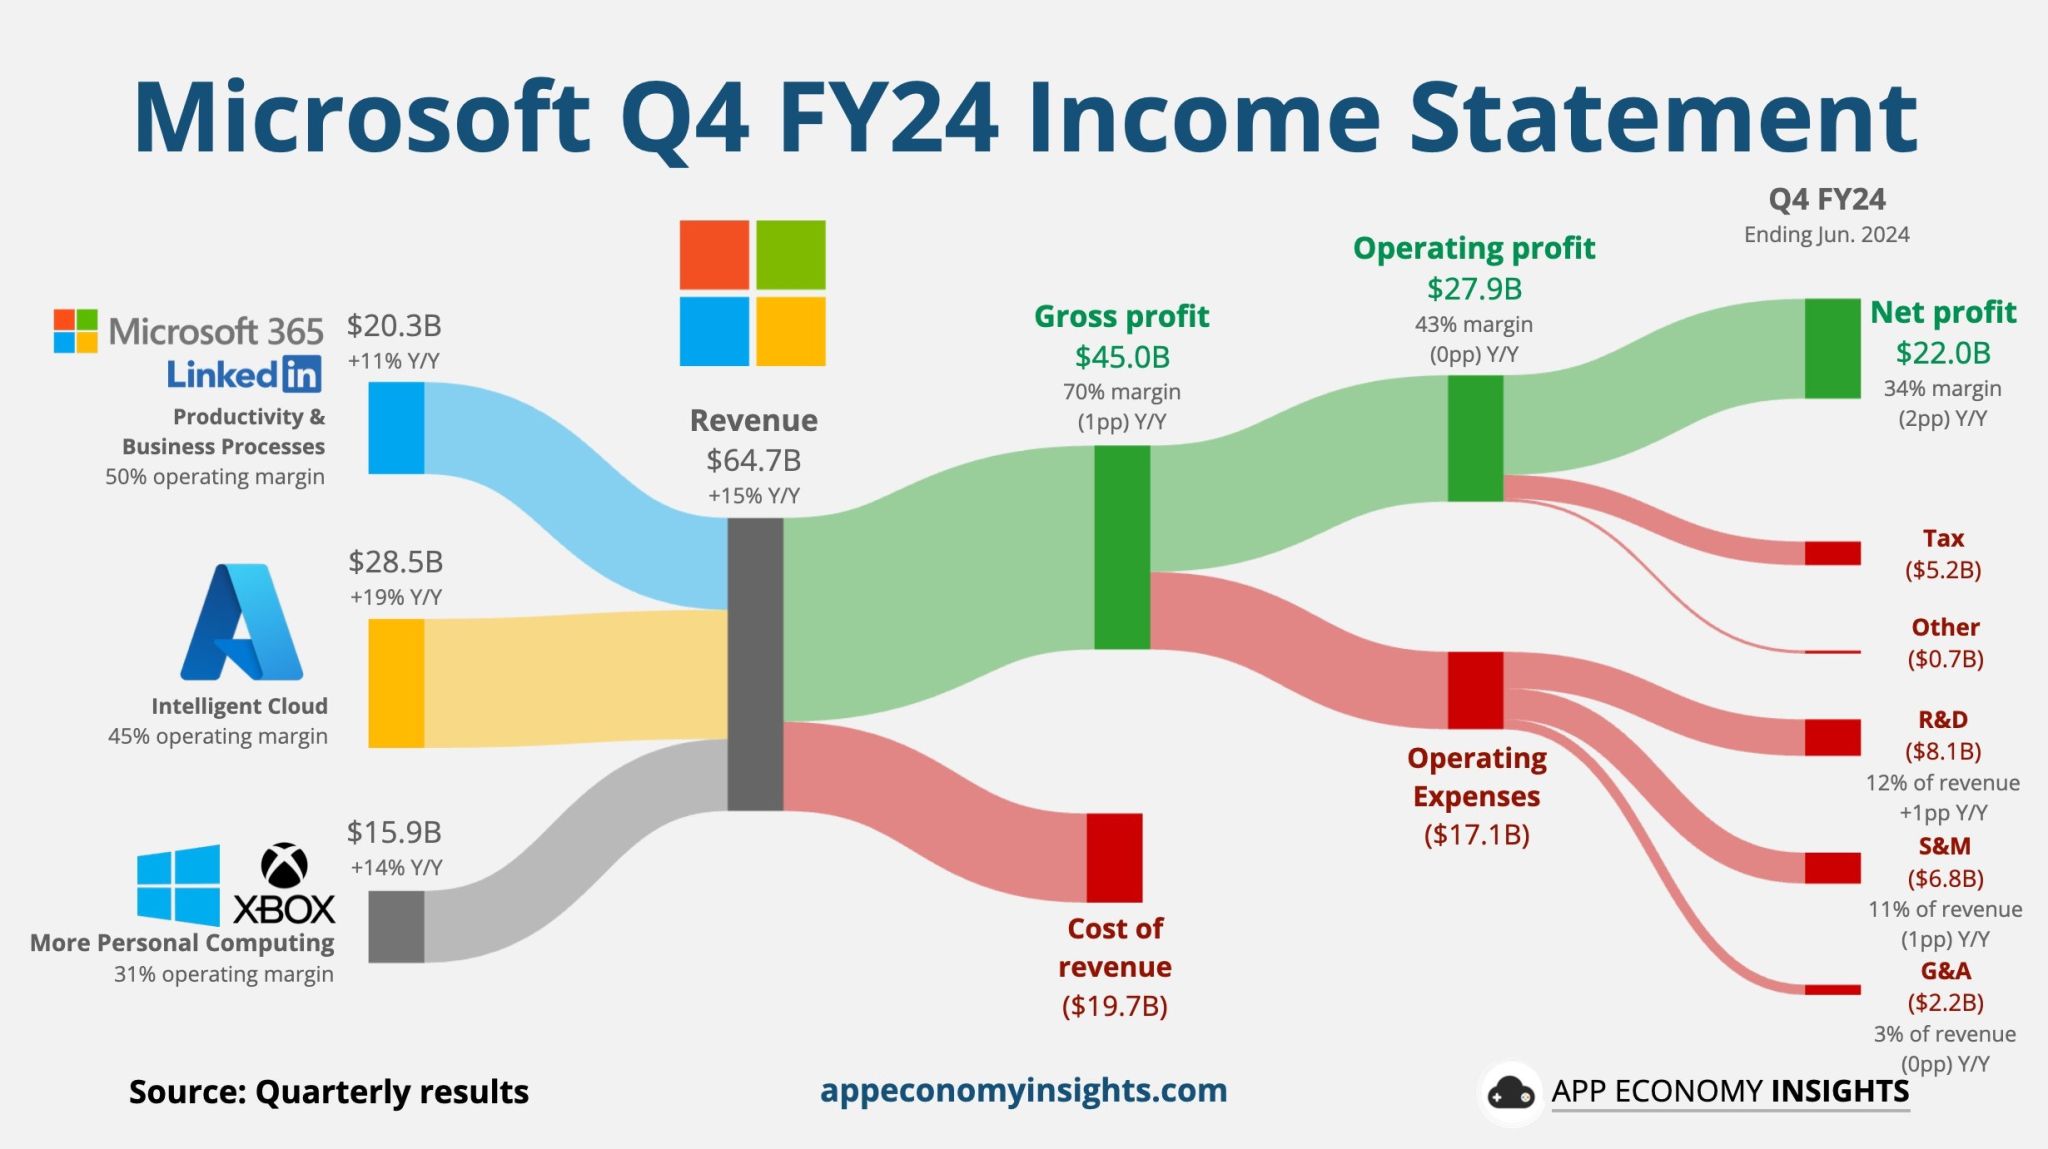 Microsoft Q4 FY24 Income Statement
Q4 FY24
Ending Jun. 2024
Microsoft 365
LinkedIn
Productivity &
Business Processes
50% operating margin
$20.3B
+11% Y/Y
Intelligent Cloud
45% operating margin
$28.5B
+19% Y/Y
XBOX
More Personal Computing
31% operating margin
$15.9B
+14% Y/Y
Revenue
$64.7B
+15% Y/Y
Gross profit
$45.0B
70% margin
(1pp) Y/Y
Cost of
revenue
($19.7B)
Operating profit
$27.9B
43% margin
(0pp) Y/Y
Operating
Expenses
($17.1B)
Net profit
$22.0B
34% margin
(2pp) Y/Y
Tax
($5.2B)
Other
($0.7B)
R&D
($8.1B)
12% of revenue
+1pp Y/Y
S&M
($6.8B)
11% of revenue
(1pp) Y/Y
G&A
($2.2B)
3% of revenue
(0pp) Y/Y
Source: Quarterly results
appeconomyinsights.com
APP ECONOMY INSIGHTS